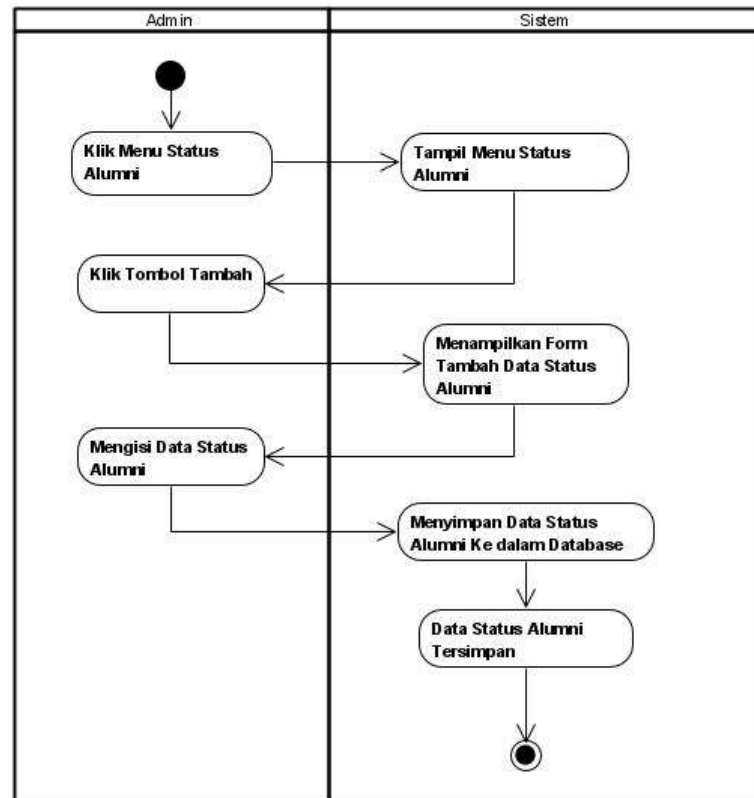 Admin
Sistem
Klik Menu Status
Alumni
Tampil Menu Status
Alumni
Klik Tombol Tambah
Menampilkan Form
Tambah Data Status
Alumni
Mengisi Data Status
Alumni
Menyimpan Data Status
Alumni Ke dalam Database
Data Status Alumni
Tersimpan